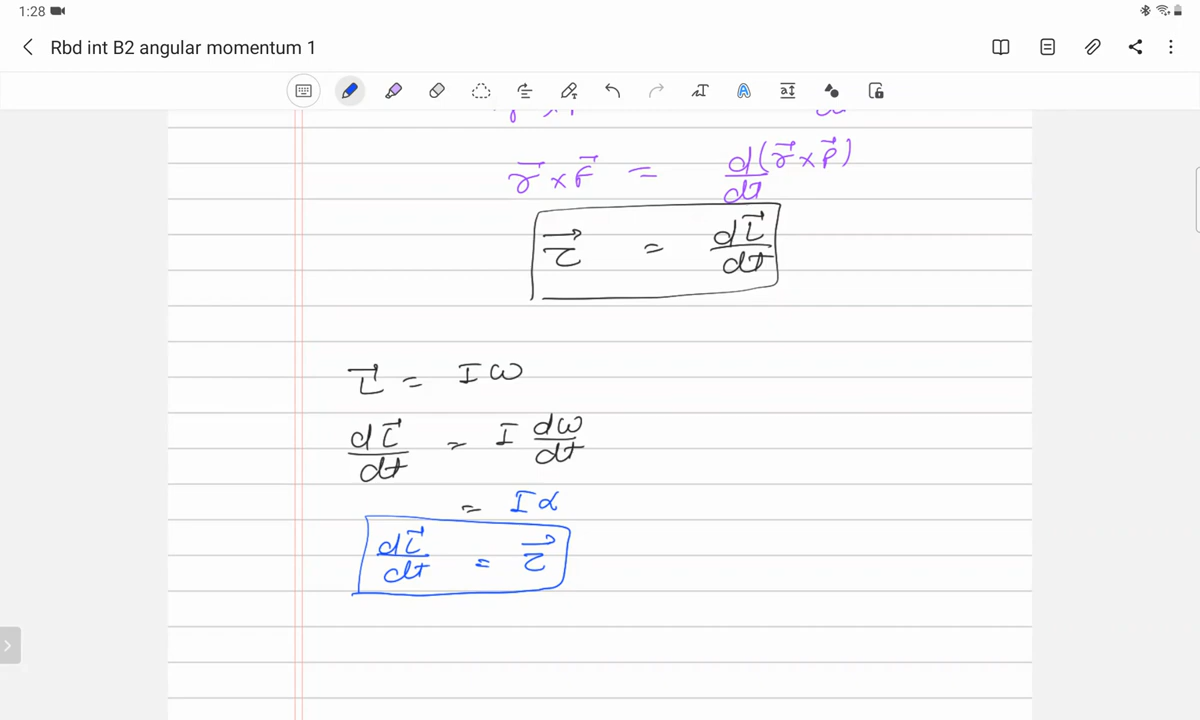 1:28
Rbd int B2 angular momentum 1
r⃗ × F⃗ = d(r⃗ × p⃗)/dt
τ⃗ = dL⃗/dt
L⃗ = Iω
dL⃗/dt = I dω/dt
= Iα
dL⃗/dt = τ⃗